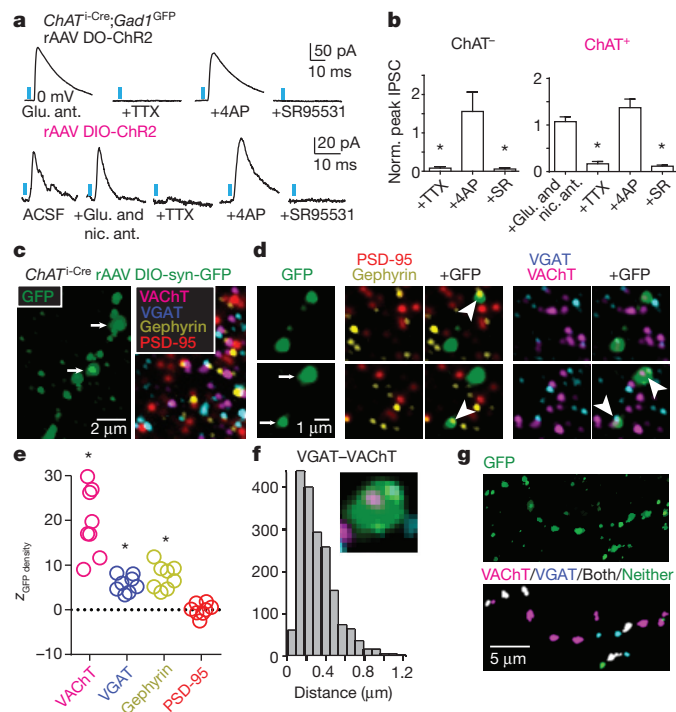 a
ChAT^i-Cre;Gad1^GFP
rAAV DO-ChR2
50 pA
10 ms
0 mV
Glu. ant.
+TTX
+4AP
+SR95531
rAAV DIO-ChR2
20 pA
10 ms
ACSF
+Glu. and nic. ant.
+TTX
+4AP
+SR95531
b
ChAT–
ChAT+
Norm. peak IPSC
2
1
0
*
*
+TTX
+4AP
+SR
2.0
1.5
1.0
0.5
0
*
*
+Glu. and nic. ant.
+TTX
+4AP
+SR
c
ChAT^i-Cre rAAV DIO-syn-GFP
GFP
VAChT
VGAT
Gephyrin
PSD-95
2 μm
d
GFP
PSD-95
Gephyrin
+GFP
VGAT
VAChT
+GFP
1 μm
e
z_GFP density
30
20
10
0
−10
*
*
*
VAChT
VGAT
Gephyrin
PSD-95
f
VGAT–VAChT
400
300
200
100
0
0
0.4
0.8
1.2
Distance (μm)
g
GFP
VAChT/VGAT/Both/Neither
5 μm